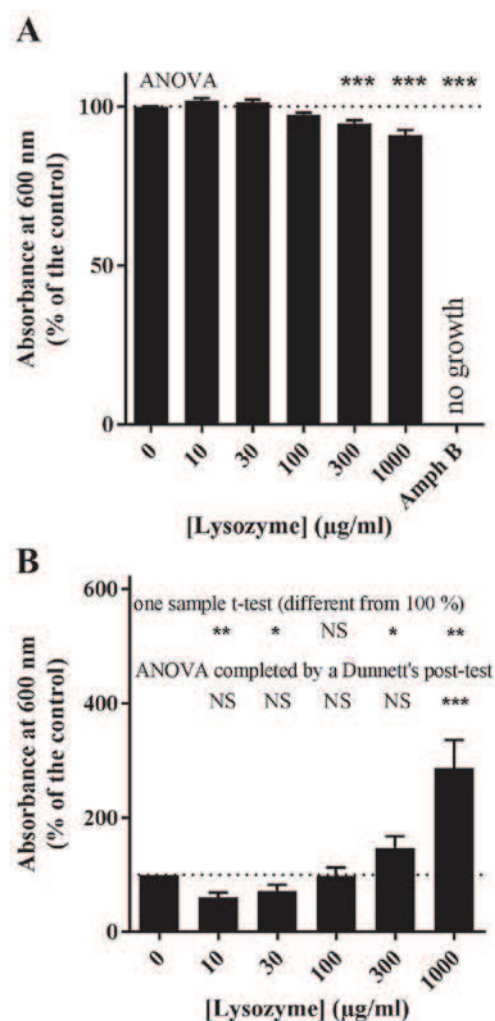 A
ANOVA *** *** ***
100
50
0
Absorbance at 600 nm
(% of the control)
no growth
0 10 30 100 300 1000 Amph B
[Lysozyme] (µg/ml)
B
600
one sample t-test (different from 100 %)
** * NS * **
ANOVA completed by a Dunnett's post-test
NS NS NS NS ***
400
200
0
Absorbance at 600 nm
(% of the control)
0 10 30 100 300 1000
[Lysozyme] (µg/ml)